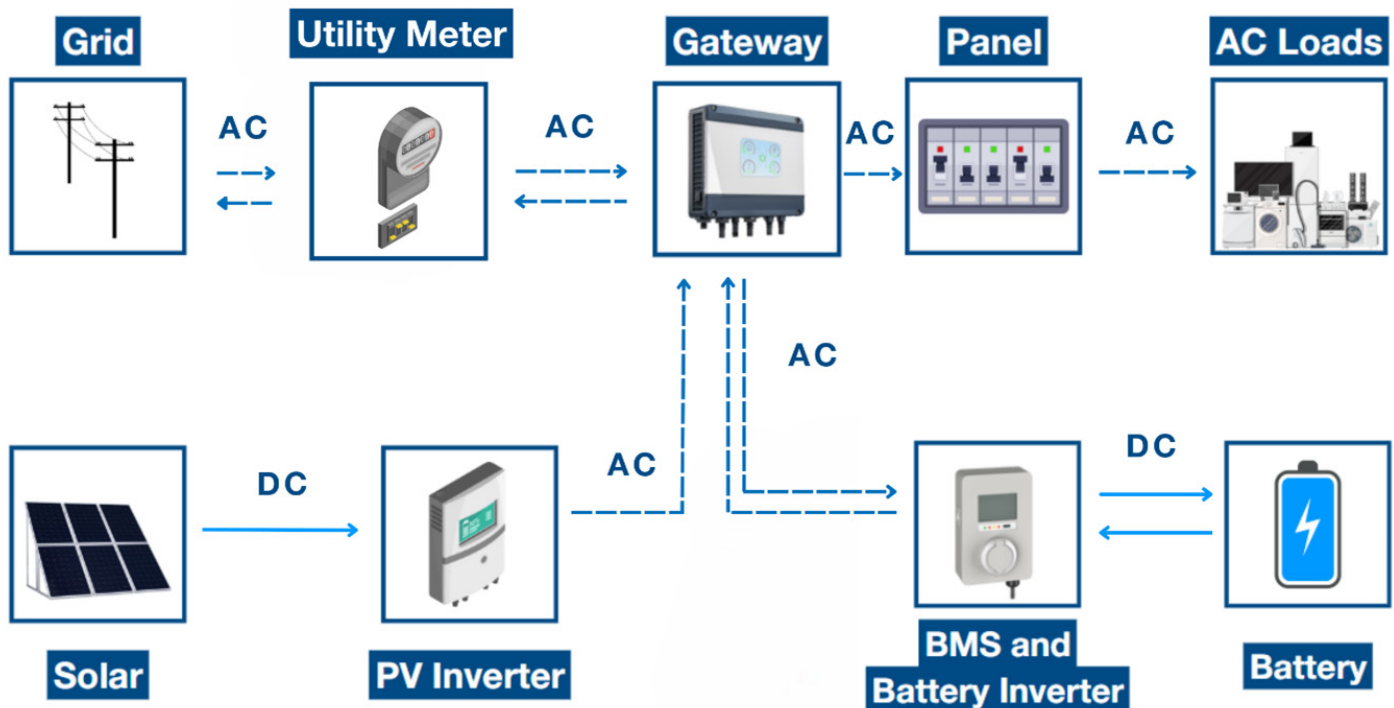 Grid
Utility Meter
Gateway
Panel
AC Loads
AC
AC
AC
AC
AC
DC
AC
DC
Solar
PV Inverter
BMS and
Battery Inverter
Battery